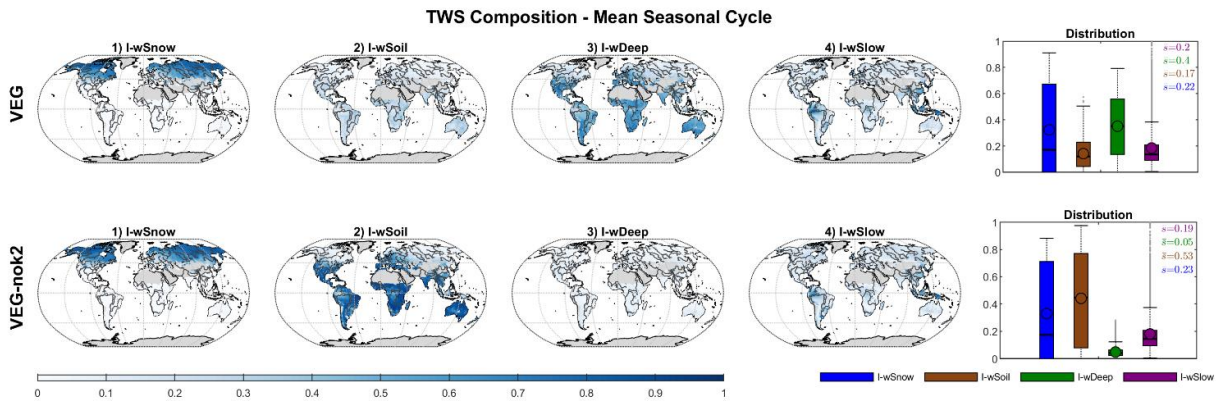 TWS Composition - Mean Seasonal Cycle
VEG
1) I-wSnow
2) I-wSoil
3) I-wDeep
4) I-wSlow
Distribution
1
0.8
0.6
0.4
0.2
0
s=0.2
s=0.4
s=0.17
s=0.22
VEG-nok2
1) I-wSnow
2) I-wSoil
3) I-wDeep
4) I-wSlow
Distribution
1
0.8
0.6
0.4
0.2
0
s=0.19
s=0.05
s=0.53
s=0.23
0 0.1 0.2 0.3 0.4 0.5 0.6 0.7 0.8 0.9 1
I-wSnow I-wSoil I-wDeep I-wSlow